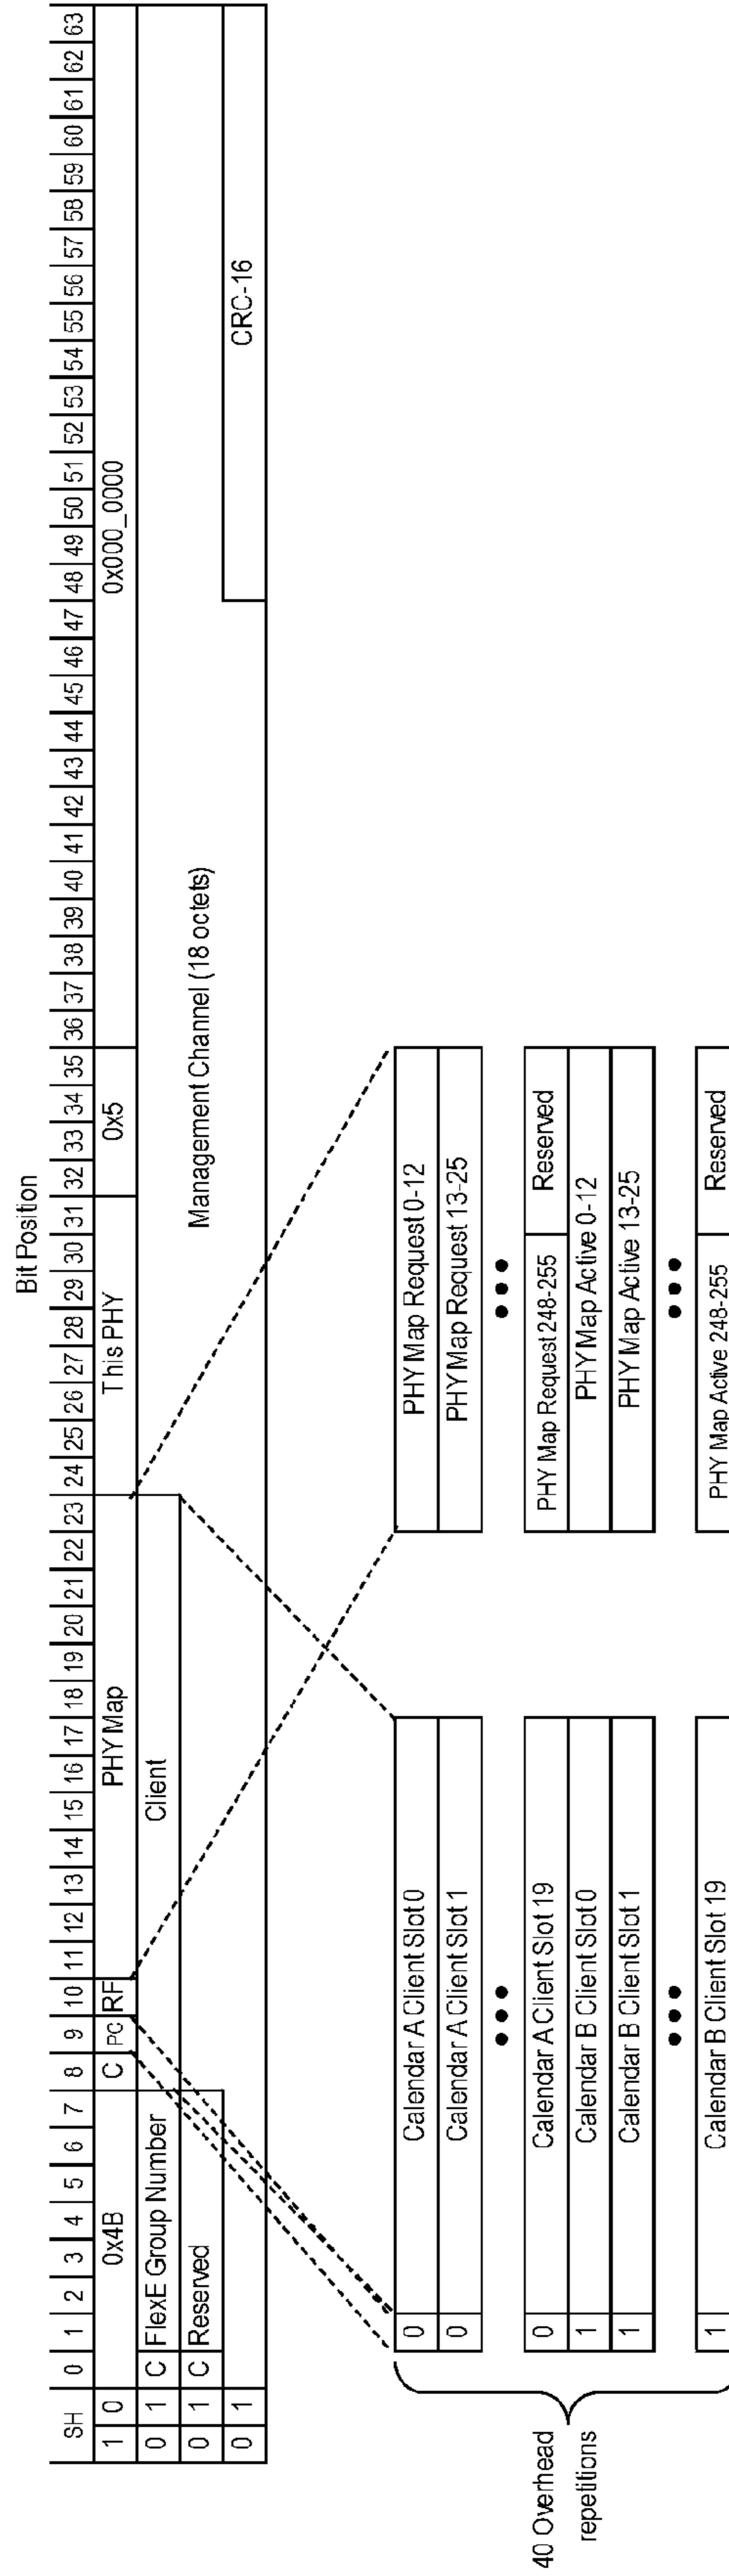 Bit Position
SH 0 1 2 3 4 5 6 7 8 9 10 11 12 13 14 15 16 17 18 19 20 21 22 23 24 25 26 27 28 29 30 31 32 33 34 35 36 37 38 39 40 41 42 43 44 45 46 47 48 49 50 51 52 53 54 55 56 57 58 59 60 61 62 63
1 0 0x4B C PC RF PHY Map This PHY 0x5 0x000_0000
0 1 C FlexE Group Number Client
0 1 C Reserved Management Channel (18 octets)
0 1 CRC-16
40 Overhead
repetitions
0 Calendar A Client Slot 0
0 Calendar A Client Slot 1
0 Calendar A Client Slot 19
1 Calendar B Client Slot 0
1 Calendar B Client Slot 1
1 Calendar B Client Slot 19
PHY Map Request 0-12
PHY Map Request 13-25
PHY Map Request 248-255 Reserved
PHY Map Active 0-12
PHY Map Active 13-25
PHY Map Active 248-255 Reserved